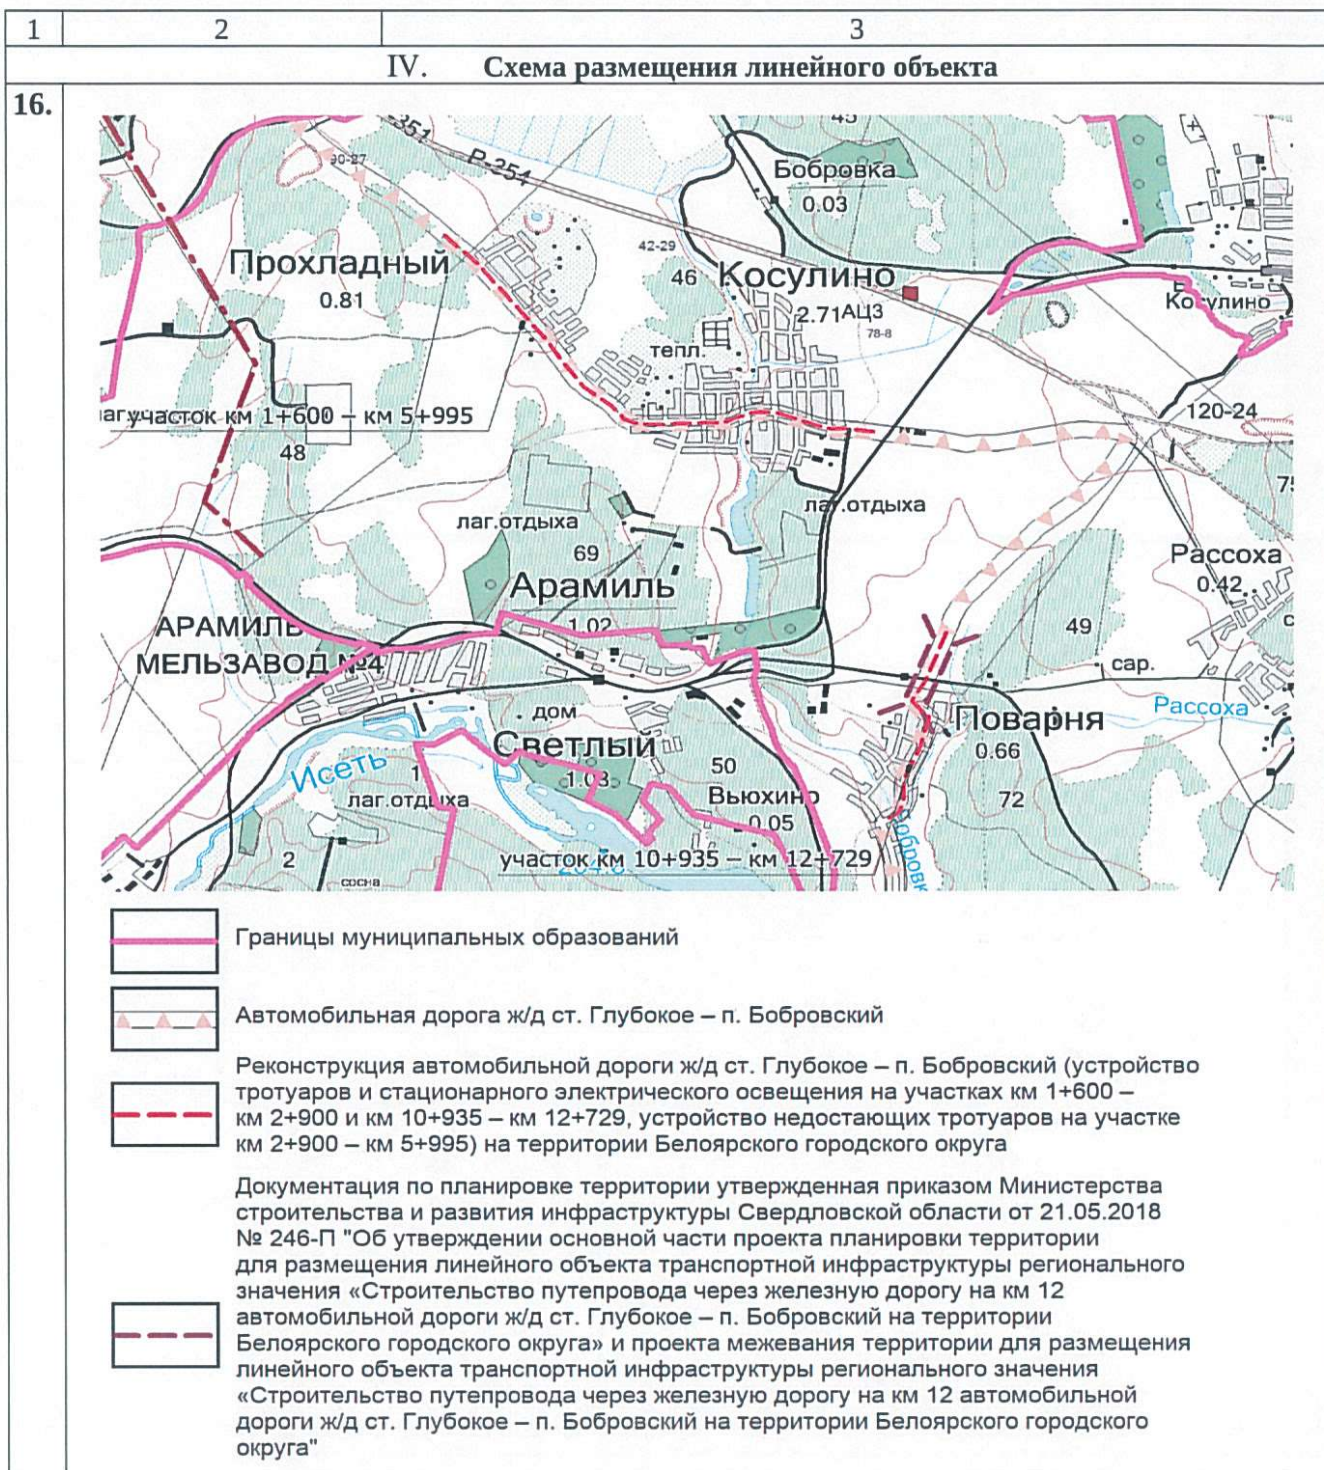 1 2 3
IV. Схема размещения линейного объекта
16.
Р-354
45
Бобровка
0.03
42-29
Прохладный
0.81
46
Косулино
2.71
АЦЗ
78-8
Косулино
тепл.
участок км 1+600 – км 5+995
120-24
48
75
лаг.отдыха
лаг.отдыха
69
Рассоха
0.42
Арамиль
1.02
49
АРАМИЛЬ
МЕЛЬЗАВОД №4
сар.
Рассоха
дом
Поварня
0.66
Светлый
1.03
50
Исеть
1
лаг.отдыха
Вьюхино
0.05
72
2
участок км 10+935 – км 12+729
сосна
Границы муниципальных образований
Автомобильная дорога ж/д ст. Глубокое – п. Бобровский
Реконструкция автомобильной дороги ж/д ст. Глубокое – п. Бобровский (устройство
тротуаров и стационарного электрического освещения на участках км 1+600 –
км 2+900 и км 10+935 – км 12+729, устройство недостающих тротуаров на участке
км 2+900 – км 5+995) на территории Белоярского городского округа
Документация по планировке территории утвержденная приказом Министерства
строительства и развития инфраструктуры Свердловской области от 21.05.2018
№ 246-П "Об утверждении основной части проекта планировки территории
для размещения линейного объекта транспортной инфраструктуры регионального
значения «Строительство путепровода через железную дорогу на км 12
автомобильной дороги ж/д ст. Глубокое – п. Бобровский на территории
Белоярского городского округа» и проекта межевания территории для размещения
линейного объекта транспортной инфраструктуры регионального значения
«Строительство путепровода через железную дорогу на км 12 автомобильной
дороги ж/д ст. Глубокое – п. Бобровский на территории Белоярского городского
округа"